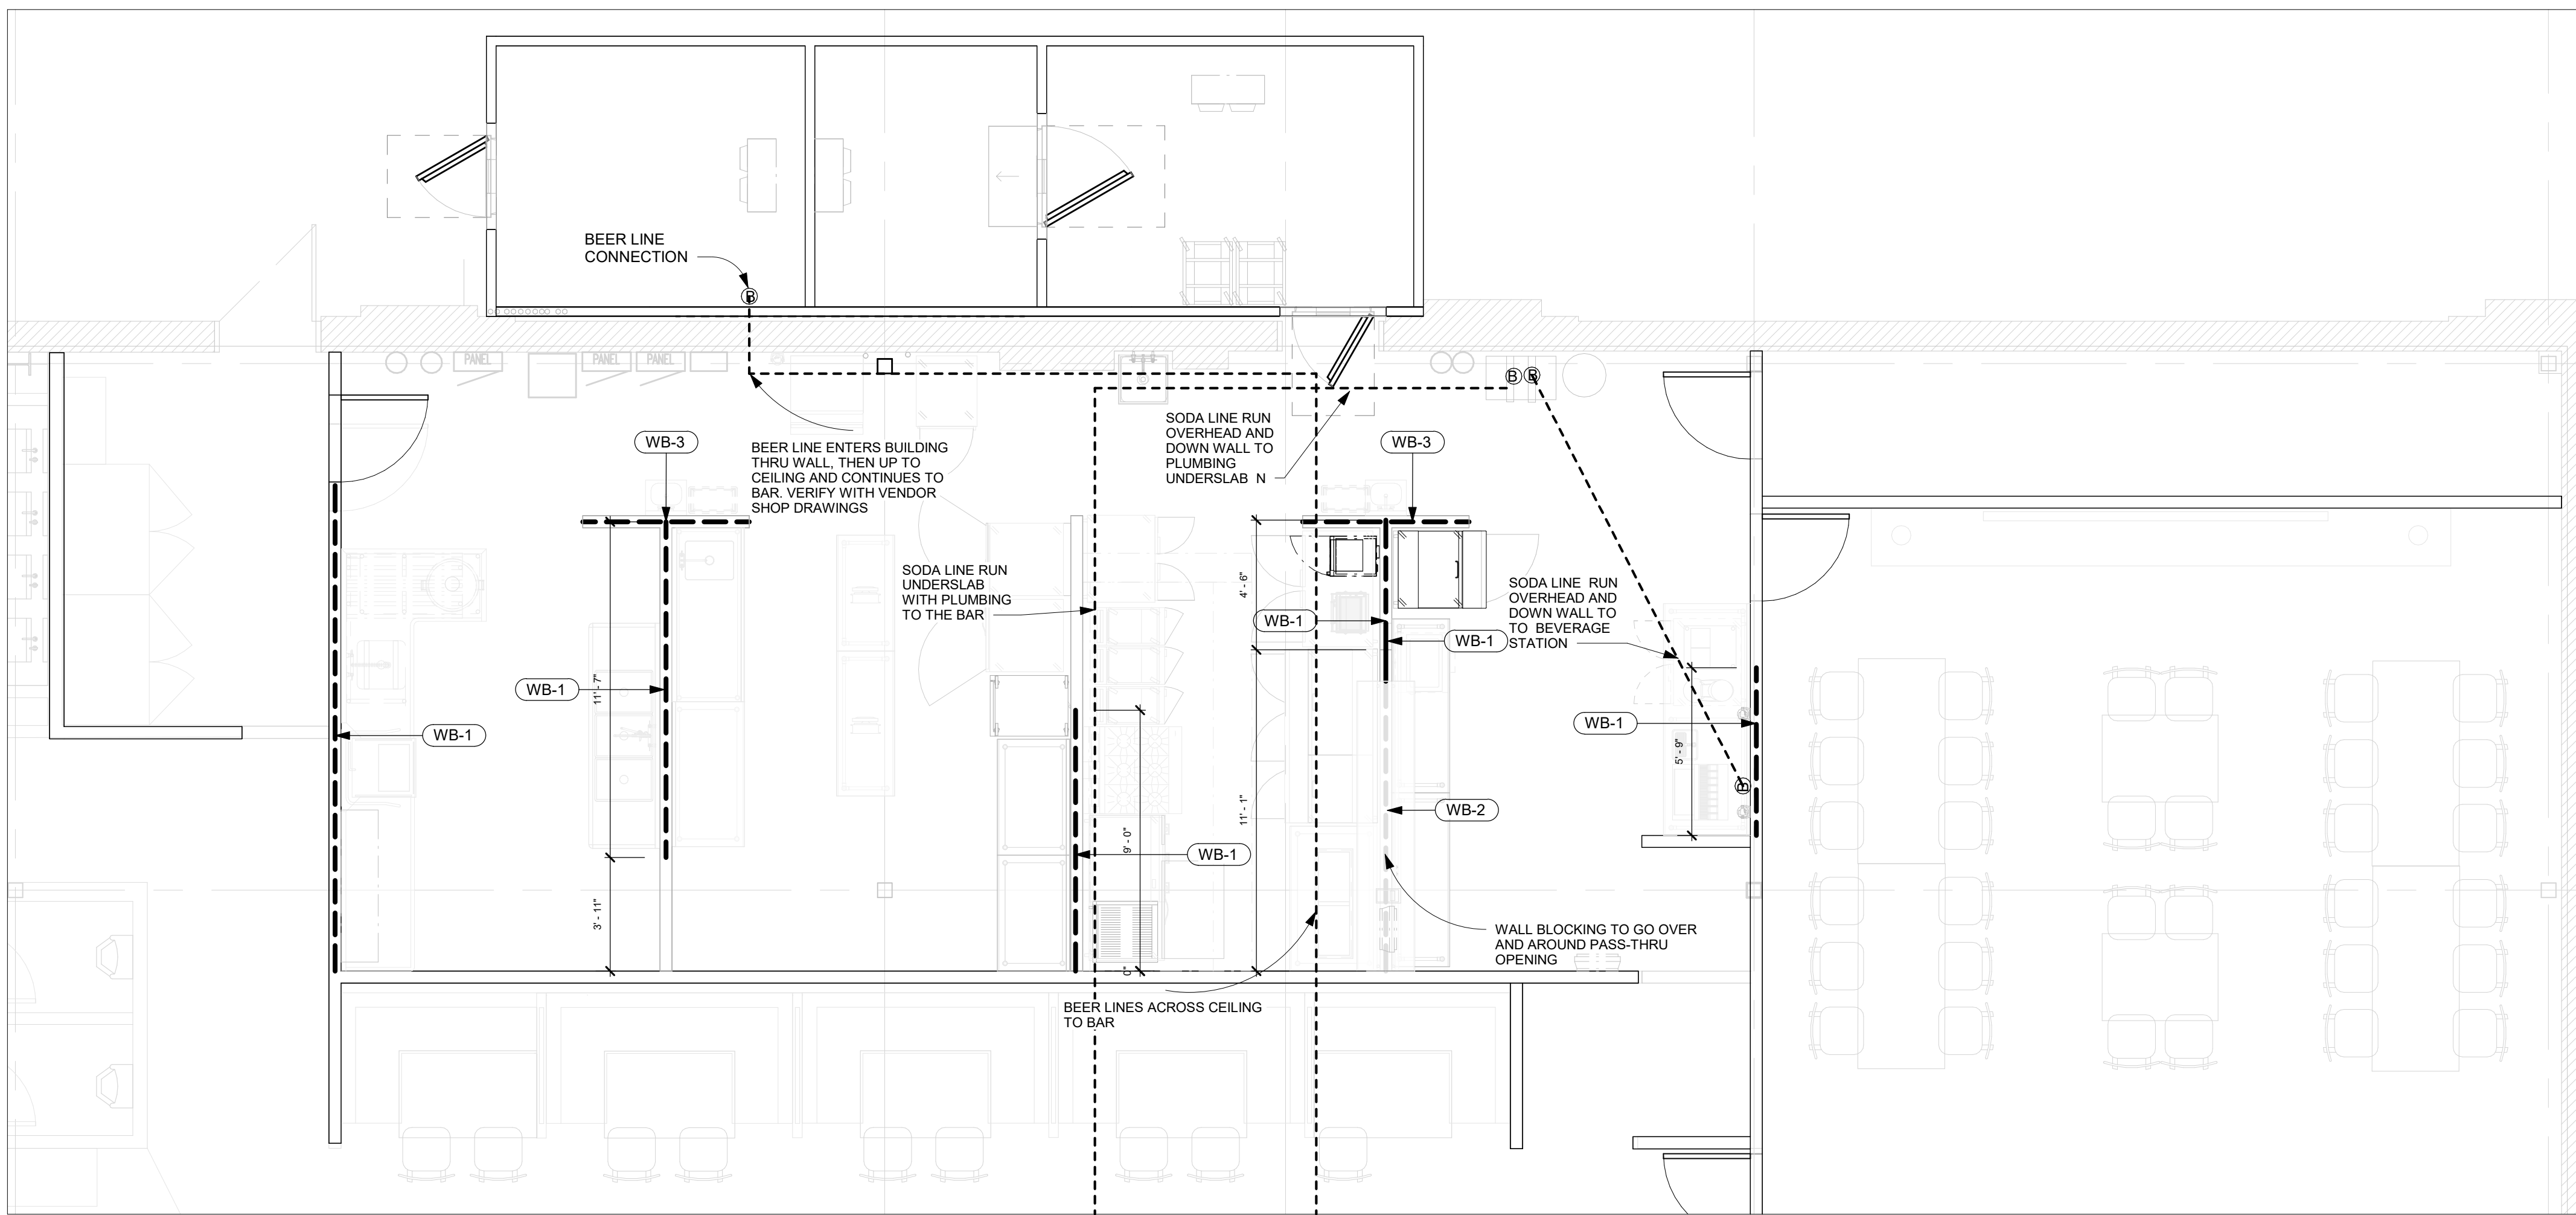 BEER LINE
CONNECTION
PANEL
PANEL
PANEL
B
B
B
SODA LINE RUN
OVERHEAD AND
DOWN WALL TO
PLUMBING
UNDERSLAB N
WB-3
WB-3
BEER LINE ENTERS BUILDING
THRU WALL, THEN UP TO
CEILING AND CONTINUES TO
BAR. VERIFY WITH VENDOR
SHOP DRAWINGS
SODA LINE RUN
UNDERSLAB
WITH PLUMBING
TO THE BAR
4' - 6"
SODA LINE RUN
OVERHEAD AND
DOWN WALL TO
TO BEVERAGE
STATION
WB-1
WB-1
WB-1
11' - 7"
WB-1
WB-1
5' - 9"
B
11' - 1"
WB-2
9' - 0"
WB-1
3' - 11"
WALL BLOCKING TO GO OVER
AND AROUND PASS-THRU
OPENING
0"
BEER LINES ACROSS CEILING
TO BAR